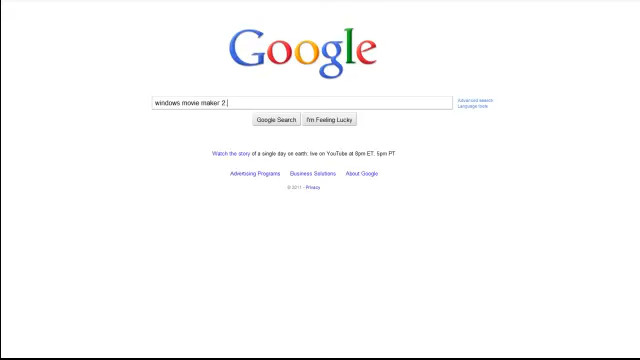 Google
windows movie maker 2
Advanced search
Language tools
Google Search I'm Feeling Lucky
Watch the story of a single day on earth: live on YouTube at 8pm ET, 5pm PT
Advertising Programs Business Solutions About Google
© 2011 - Privacy